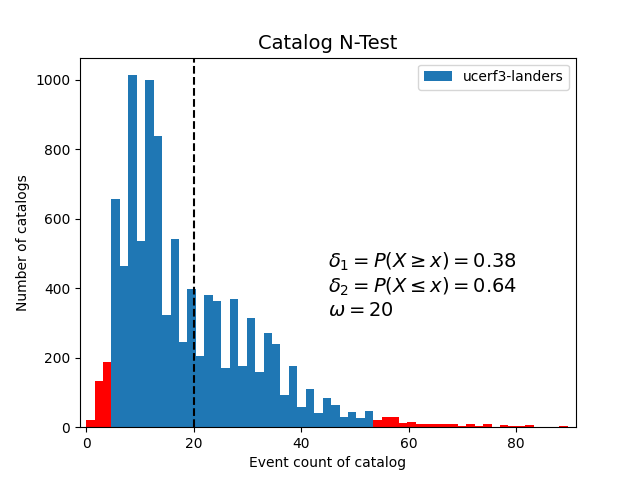 Catalog N-Test
ucerf3-landers
Number of catalogs
1000
800
600
400
200
0
δ₁ = P(X ≥ x) = 0.38
δ₂ = P(X ≤ x) = 0.64
ω = 20
0 20 40 60 80
Event count of catalog